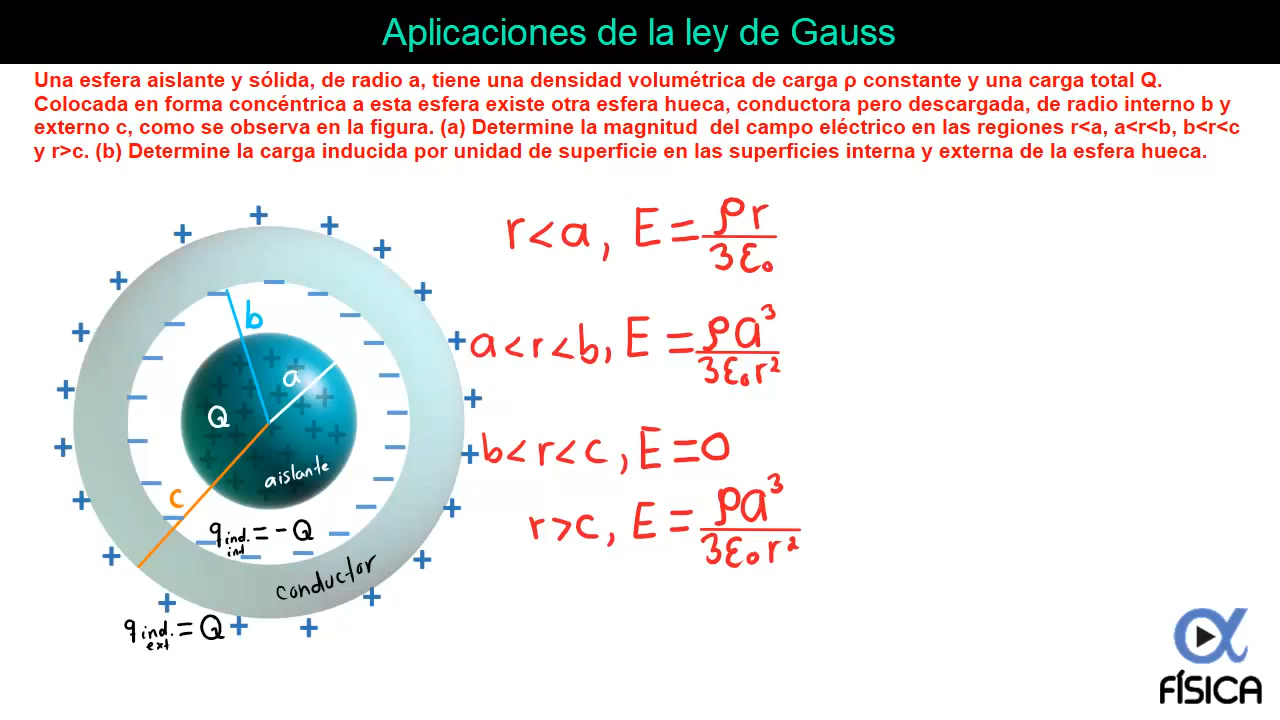 Aplicaciones de la ley de Gauss
Una esfera aislante y sólida, de radio a, tiene una densidad volumétrica de carga ρ constante y una carga total Q.
Colocada en forma concéntrica a esta esfera existe otra esfera hueca, conductora pero descargada, de radio interno b y
externo c, como se observa en la figura. (a) Determine la magnitud del campo eléctrico en las regiones r<a, a<r<b, b<r<c
y r>c. (b) Determine la carga inducida por unidad de superficie en las superficies interna y externa de la esfera hueca.
r<a, E = ρr/3ε₀
a<r<b, E = ρa³/3ε₀r²
b<r<c, E=0
r>c, E = ρa³/3ε₀r²
b
a
Q
aislante
c
q ind. ind = -Q
conductor
q ind. ext = Q
FÍSICA